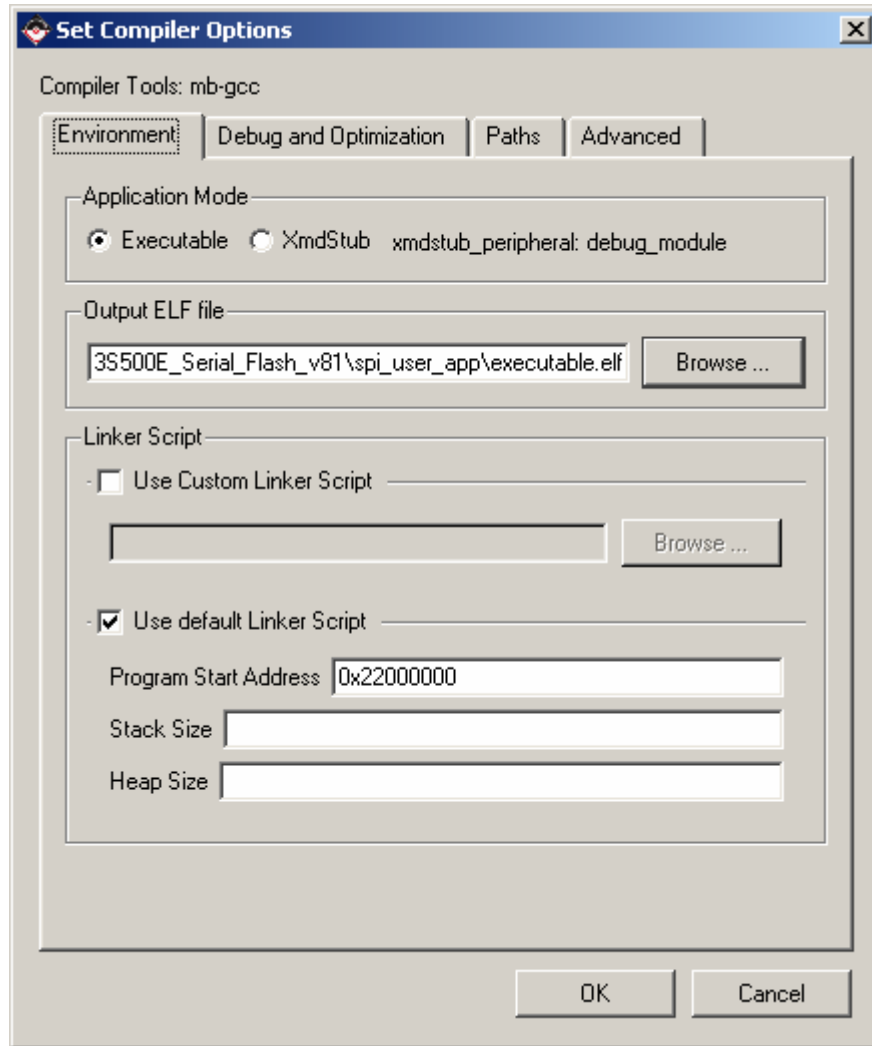 Set Compiler Options
Compiler Tools: mb-gcc
Environment Debug and Optimization Paths Advanced
Application Mode
Executable XmdStub xmdstub_peripheral: debug_module
Output ELF file
3S500E_Serial_Flash_v81\spi_user_app\executable.elf Browse ...
Linker Script
Use Custom Linker Script
Browse ...
Use default Linker Script
Program Start Address 0x22000000
Stack Size
Heap Size
OK Cancel